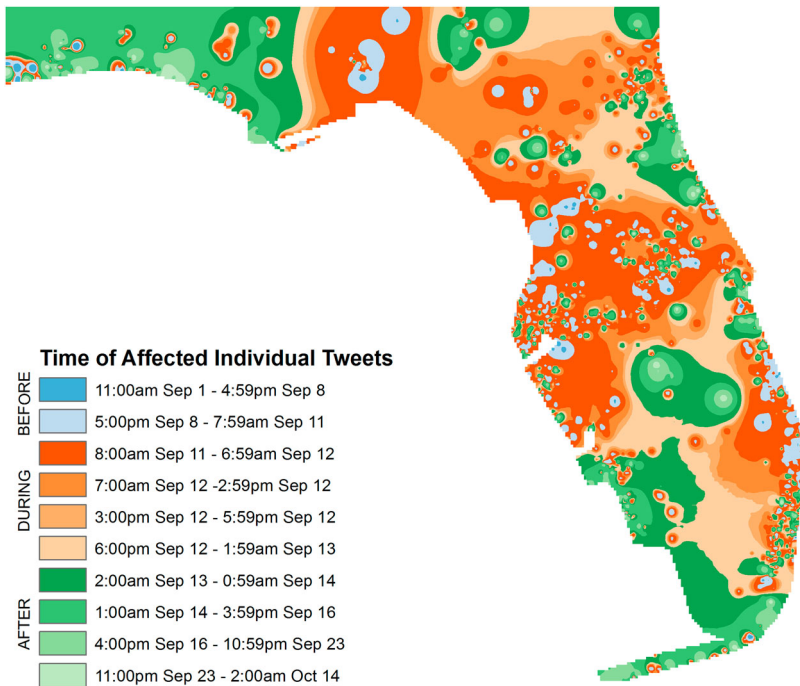 Time of Affected Individual Tweets
BEFORE
11:00am Sep 1 - 4:59pm Sep 8
5:00pm Sep 8 - 7:59am Sep 11
DURING
8:00am Sep 11 - 6:59am Sep 12
7:00am Sep 12 -2:59pm Sep 12
3:00pm Sep 12 - 5:59pm Sep 12
6:00pm Sep 12 - 1:59am Sep 13
AFTER
2:00am Sep 13 - 0:59am Sep 14
1:00am Sep 14 - 3:59pm Sep 16
4:00pm Sep 16 - 10:59pm Sep 23
11:00pm Sep 23 - 2:00am Oct 14